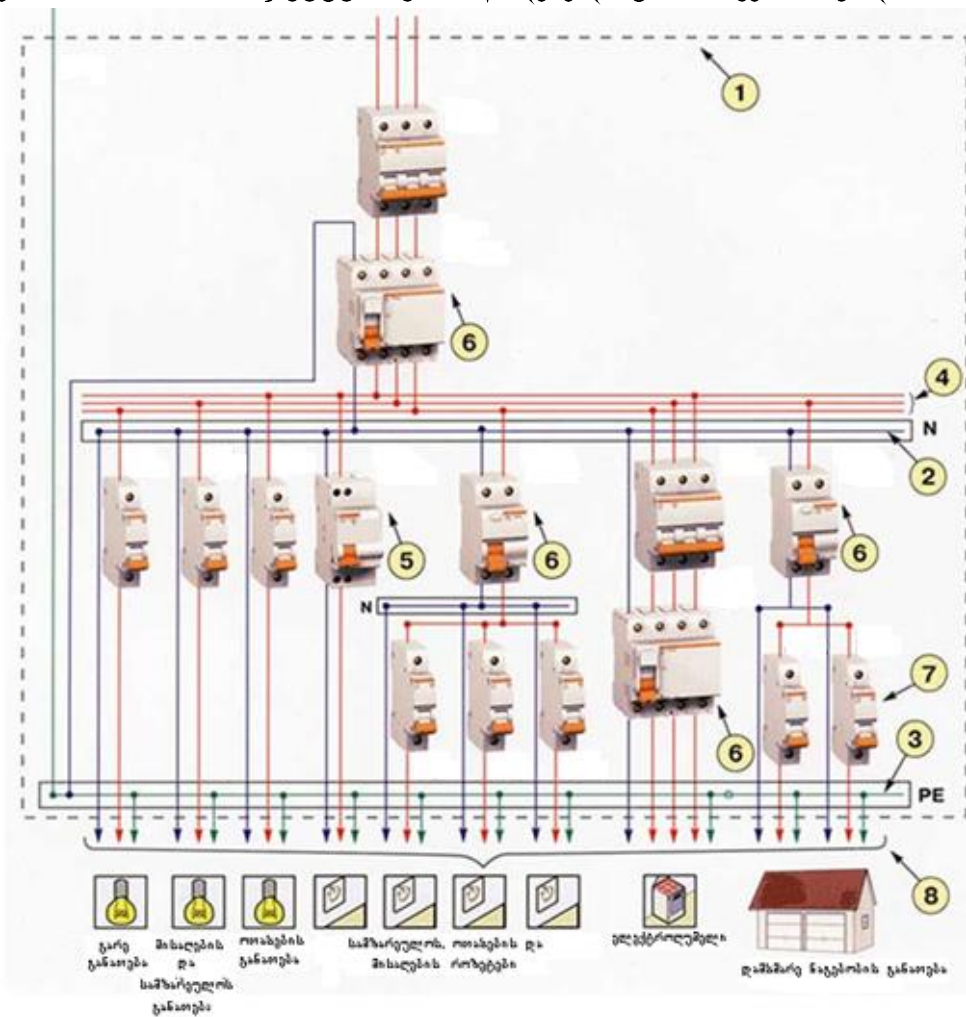 1
6
4
N
2
5
6
6
N
7
6
3
PE
8
გარე
განათება
მისაღების
და
სამზარეულოს
განათება
ოთახების
განათება
სამზარეულოს, ოთახების და
მისაღების როზეტები
ელექტროღუმელი
დამხმარე ნაგებობის განათება